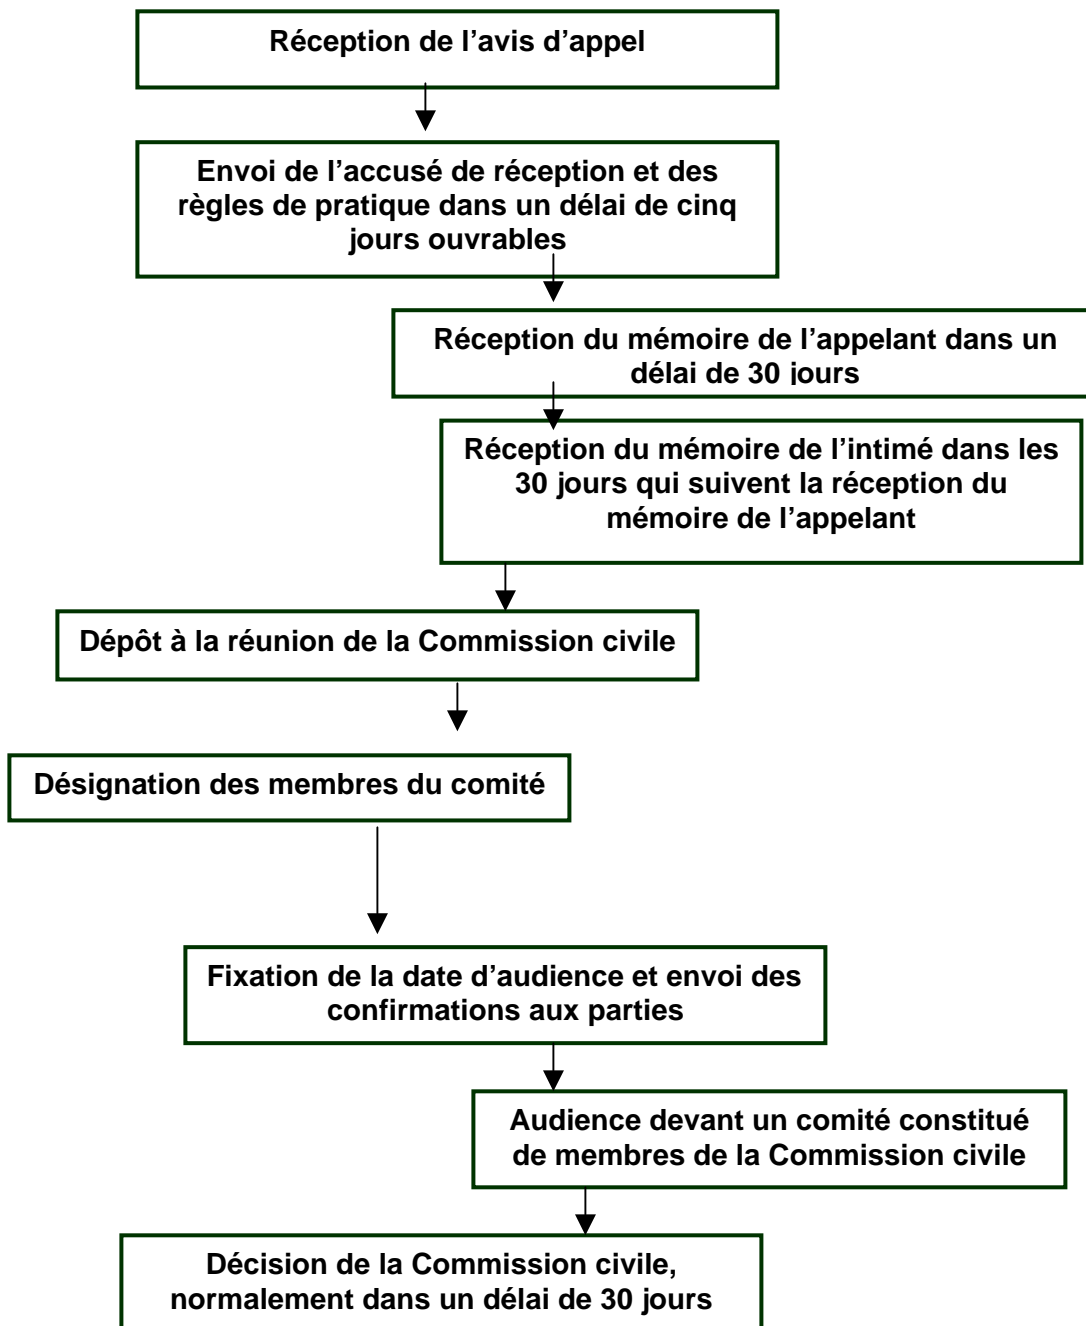 Réception de l’avis d’appel
Envoi de l’accusé de réception et des
règles de pratique dans un délai de cinq
jours ouvrables
Réception du mémoire de l’appelant dans un
délai de 30 jours
Réception du mémoire de l’intimé dans les
30 jours qui suivent la réception du
mémoire de l’appelant
Dépôt à la réunion de la Commission civile
Désignation des membres du comité
Fixation de la date d’audience et envoi des
confirmations aux parties
Audience devant un comité constitué
de membres de la Commission civile
Décision de la Commission civile,
normalement dans un délai de 30 jours